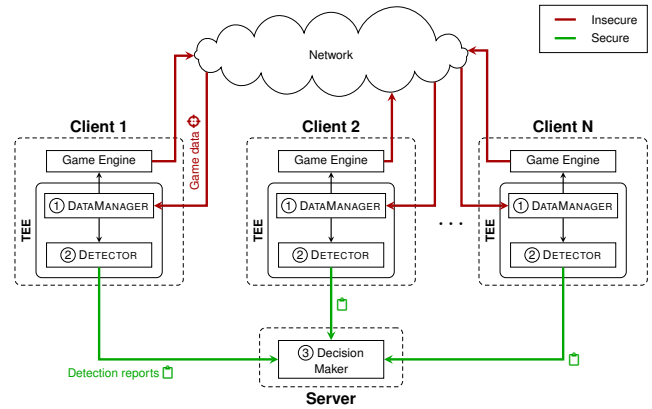 Insecure
Secure
Network
Client 1
Client 2
Client N
Game data
Game Engine
Game Engine
Game Engine
TEE
1 DATAMANAGER
TEE
1 DATAMANAGER
...
TEE
1 DATAMANAGER
2 DETECTOR
2 DETECTOR
2 DETECTOR
3 Decision
Maker
Detection reports
Server